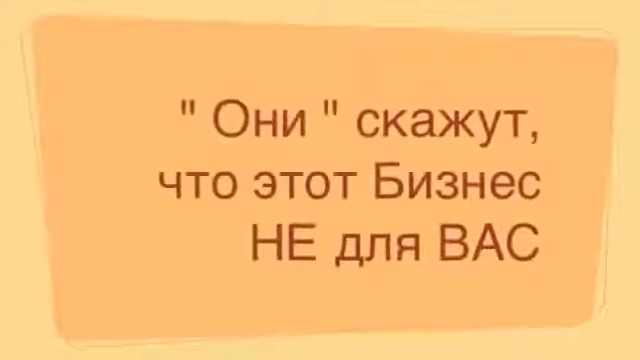 " Они " скажут,
что этот Бизнес
НЕ для ВАС